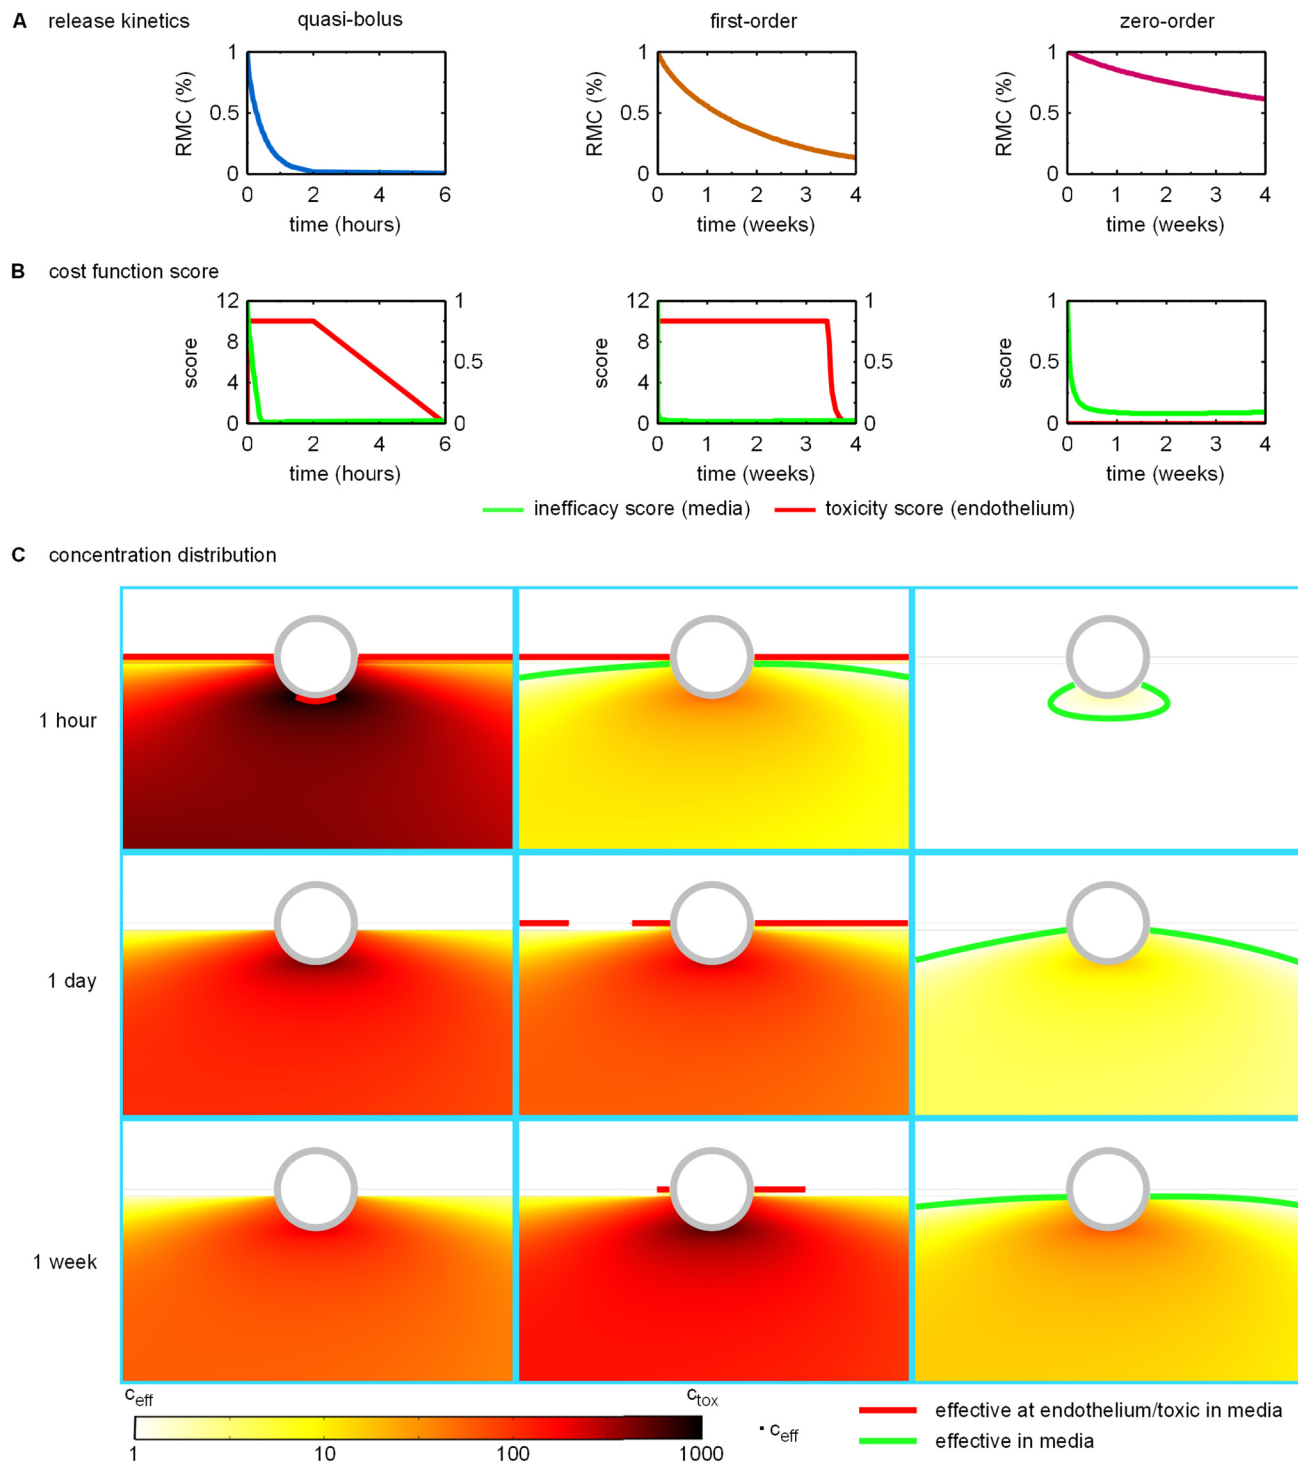 A release kinetics quasi-bolus first-order zero-order
1 1 1
RMC (%) 0.5 RMC (%) 0.5 RMC (%) 0.5
0 0 0
0 2 4 6 0 1 2 3 4 0 1 2 3 4
time (hours) time (weeks) time (weeks)
B cost function score
12 1 12 1 1
8 8
score 0.5 score 0.5 score 0.5
4 4
0 0 0 0 0
0 2 4 6 0 1 2 3 4 0 1 2 3 4
time (hours) time (weeks) time (weeks)
inefficacy score (media) toxicity score (endothelium)
C concentration distribution
1 hour
1 day
1 week
ceff ctox
1 10 100 1000 · ceff
effective at endothelium/toxic in media
effective in media